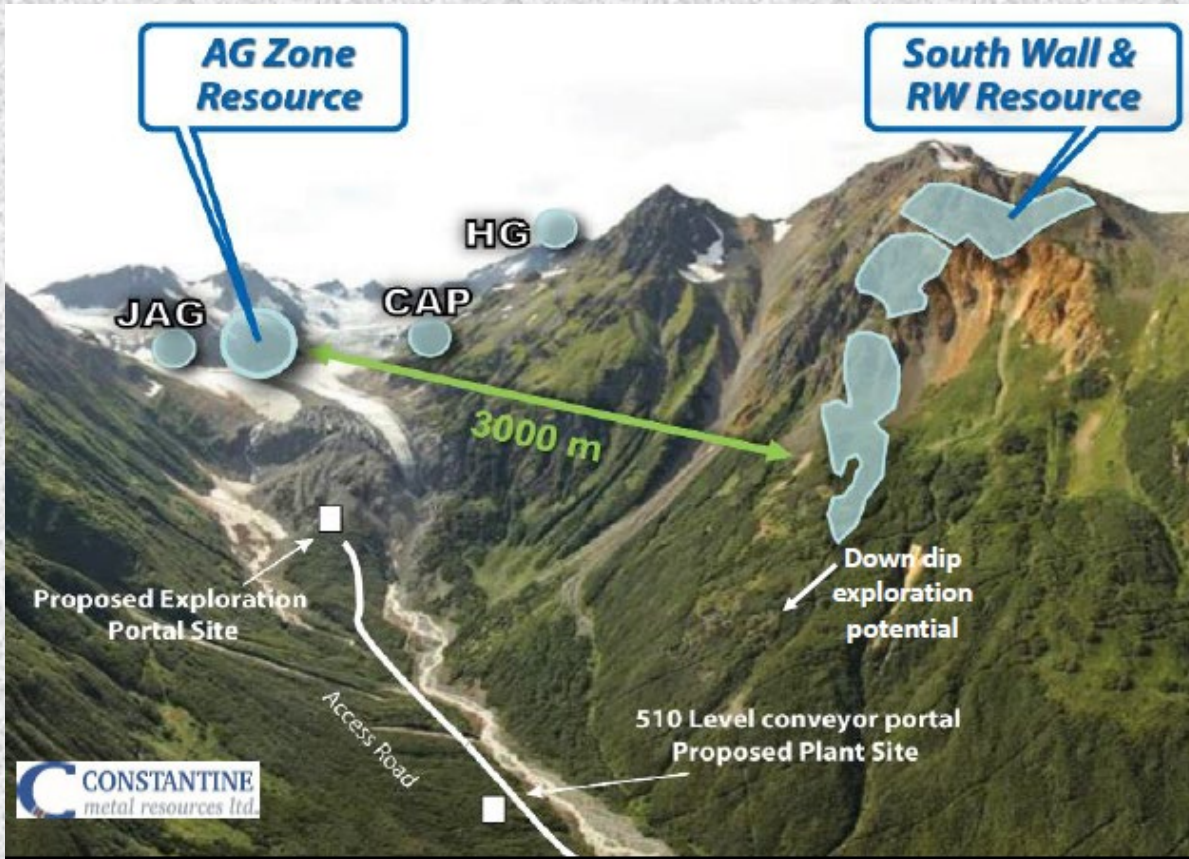 AG Zone
Resource
South Wall &
RW Resource
HG
JAG
CAP
3000 m
Proposed Exploration
Portal Site
Down dip
exploration
potential
Access Road
510 Level conveyor portal
Proposed Plant Site
CONSTANTINE
metal resources ltd.